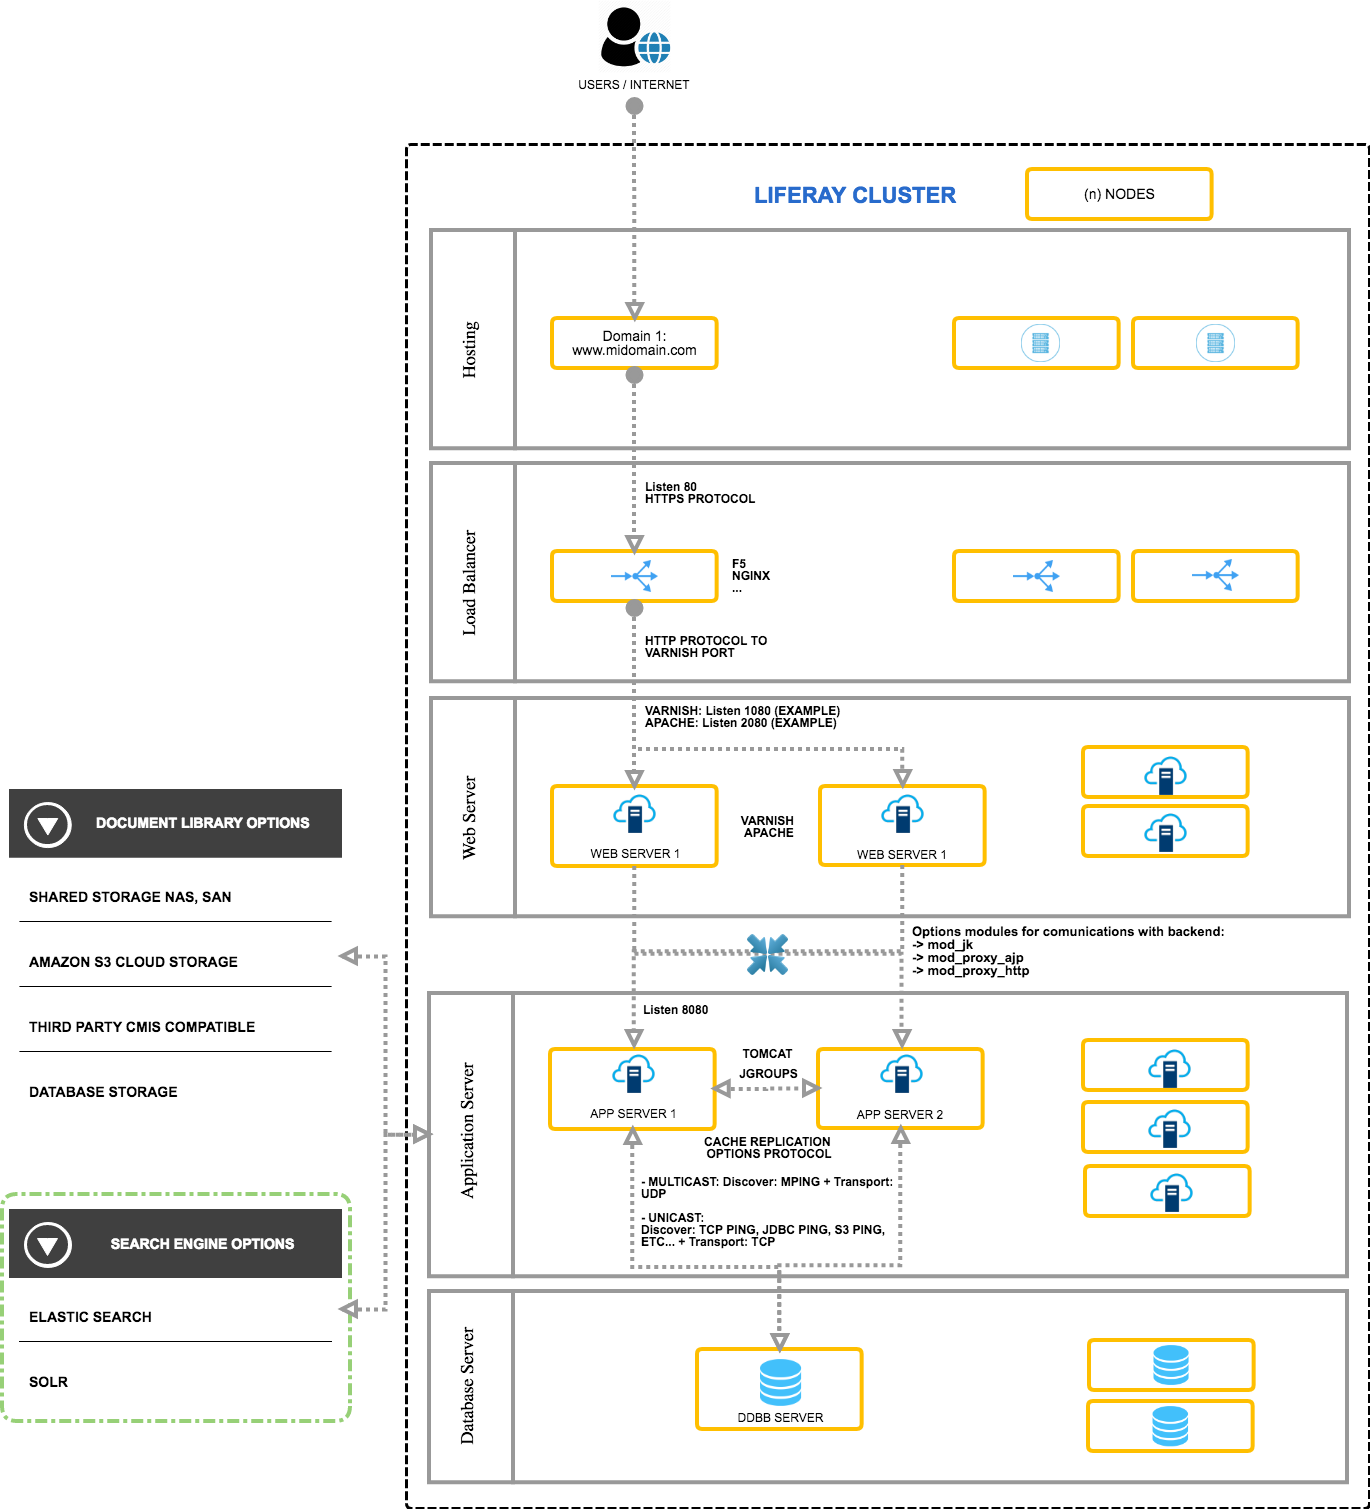 USERS / INTERNET
LIFERAY CLUSTER
(n) NODES
Hosting
Domain 1:
www.midomain.com
Load Balancer
Listen 80
HTTPS PROTOCOL
F5
NGINX
...
HTTP PROTOCOL TO
VARNISH PORT
Web Server
VARNISH: Listen 1080 (EXAMPLE)
APACHE: Listen 2080 (EXAMPLE)
WEB SERVER 1
VARNISH
APACHE
WEB SERVER 1
Options modules for comunications with backend:
-> mod_jk
-> mod_proxy_ajp
-> mod_proxy_http
DOCUMENT LIBRARY OPTIONS
SHARED STORAGE NAS, SAN
AMAZON S3 CLOUD STORAGE
THIRD PARTY CMIS COMPATIBLE
DATABASE STORAGE
Application Server
Listen 8080
APP SERVER 1
TOMCAT
JGROUPS
APP SERVER 2
CACHE REPLICATION
OPTIONS PROTOCOL
- MULTICAST: Discover: MPING + Transport:
UDP
- UNICAST:
Discover: TCP PING, JDBC PING, S3 PING,
ETC... + Transport: TCP
SEARCH ENGINE OPTIONS
ELASTIC SEARCH
SOLR
Database Server
DDBB SERVER